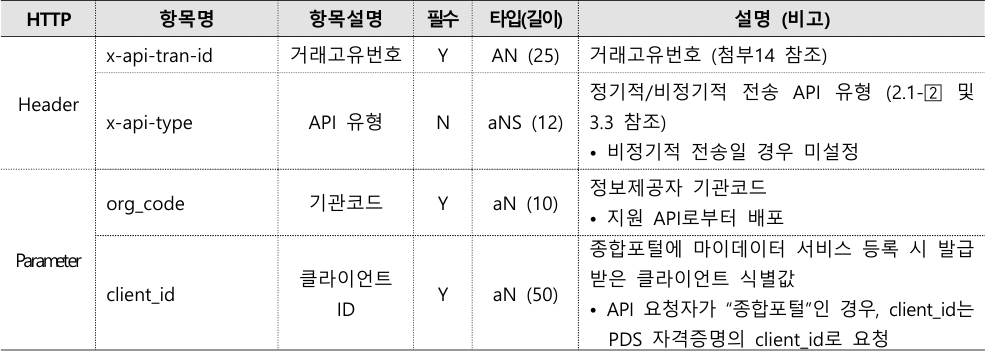 HTTP 항목명 항목설명 필수 타입(길이) 설명 (비고)
Header
x-api-tran-id 거래고유번호 Y AN (25) 거래고유번호 (첨부14 참조)
x-api-type API 유형 N aNS (12) 정기적/비정기적 전송 API 유형 (2.1-② 및
3.3 참조)
• 비정기적 전송일 경우 미설정
Parameter
org_code 기관코드 Y aN (10) 정보제공자 기관코드
• 지원 API로부터 배포
client_id 클라이언트
ID
Y aN (50) 종합포털에 마이데이터 서비스 등록 시 발급
받은 클라이언트 식별값
• API 요청자가 “종합포털”인 경우, client_id는
PDS 자격증명의 client_id로 요청